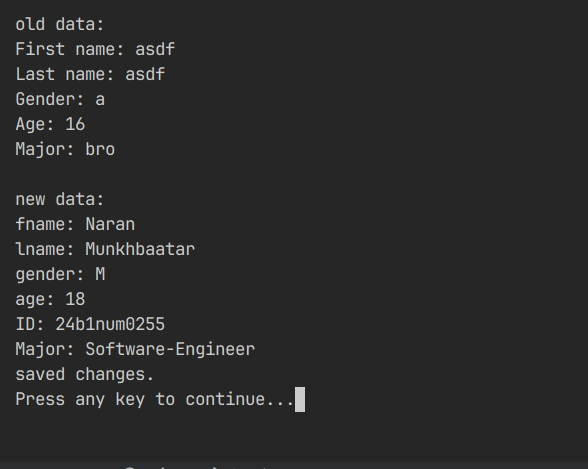 old data:
First name: asdf
Last name: asdf
Gender: a
Age: 16
Major: bro
new data:
fname: Naran
lname: Munkhbaatar
gender: M
age: 18
ID: 24b1num0255
Major: Software-Engineer
saved changes.
Press any key to continue...